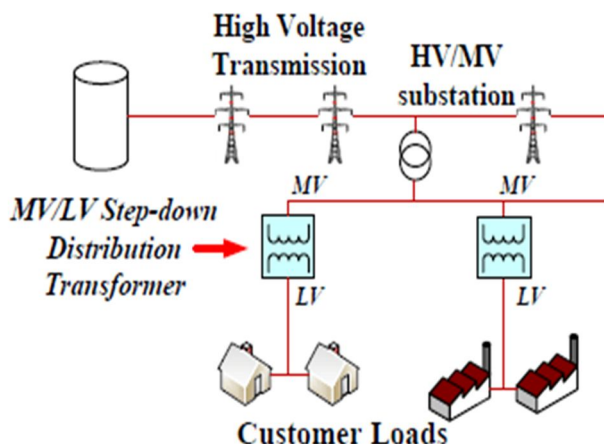 High Voltage
Transmission
HV/MV
substation
MV
MV
MV/LV Step-down
Distribution
Transformer
LV
LV
Customer Loads